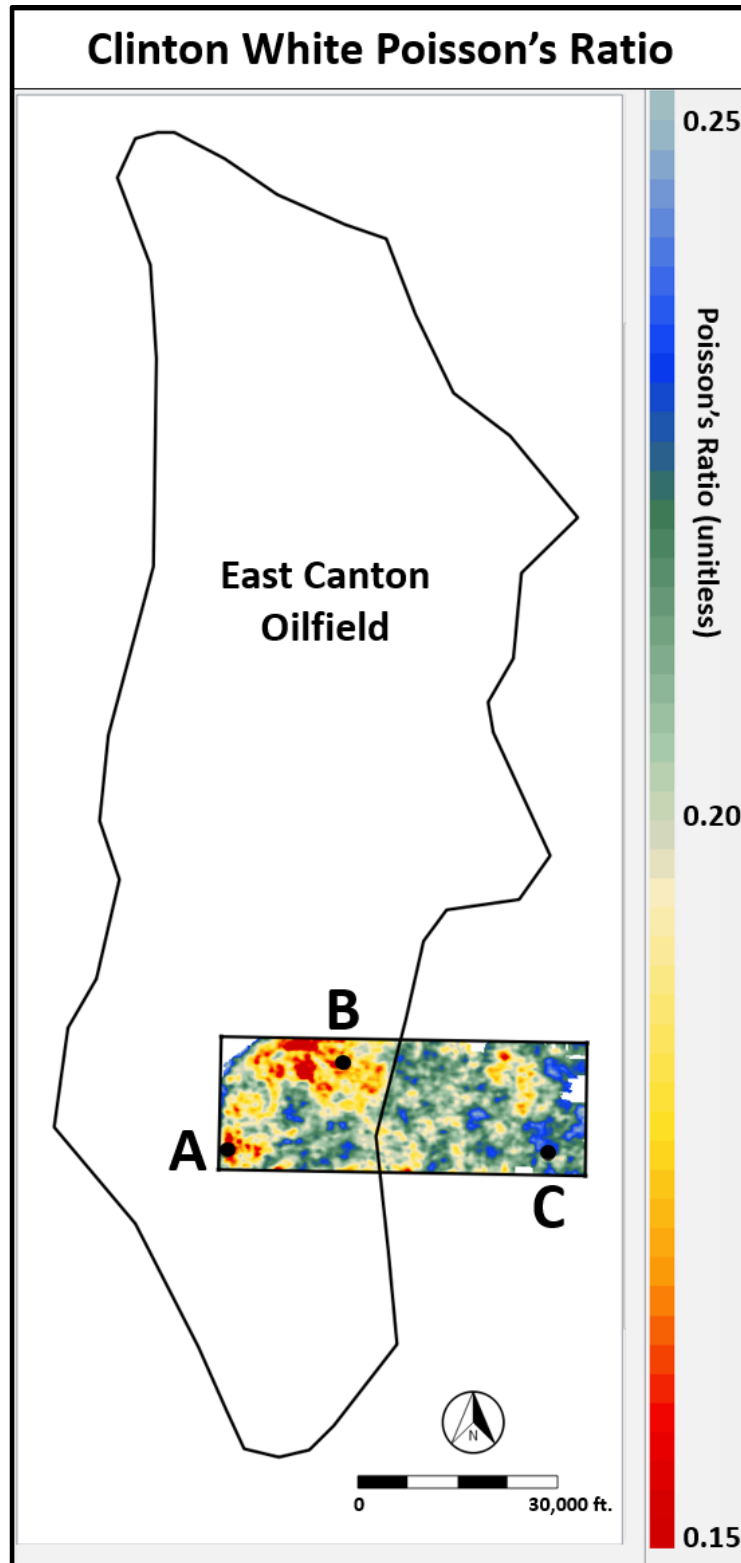 Clinton White Poisson's Ratio
0.25
Poisson's Ratio (unitless)
East Canton
Oilfield
0.20
B
A
C
N
0
30,000 ft.
0.15